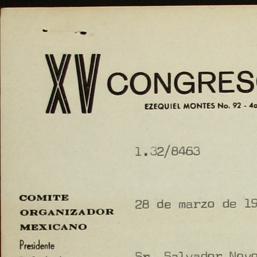 XV CONGRES
EZEQUIEL MONTES No. 92 - 4
1.32/8463
COMITE
ORGANIZADOR
MEXICANO
28 de marzo de 19
Presidente
Sr. Salvador Novo